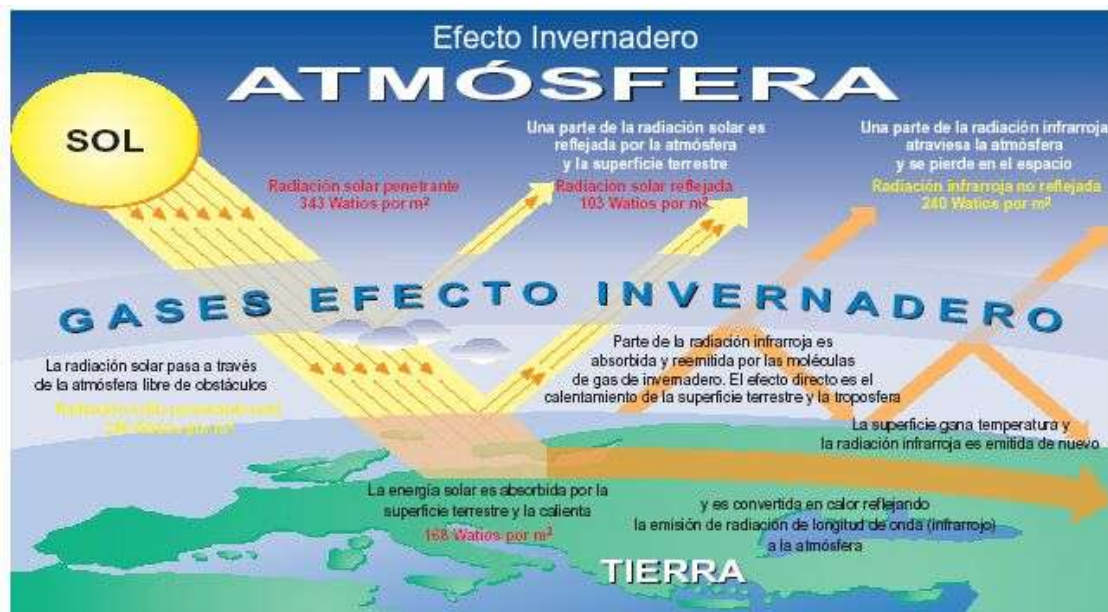 Efecto Invernadero
ATMÓSFERA
SOL
Una parte de la radiación solar es
reflejada por la atmósfera
y la superficie terrestre
Radiación solar reflejada
103 Watios por m²
Una parte de la radiación infrarroja
atraviesa la atmósfera
y se pierde en el espacio
Radiación infrarroja no reflejada
240 Watios por m²
Radiación solar penetrante
343 Watios por m²
GASES EFECTO INVERNADERO
La radiación solar pasa a través
de la atmósfera libre de obstáculos
Radiación solar
Watios por m²
Parte de la radiación infrarroja es
absorbida y reemitida por las moléculas
de gas de invernadero. El efecto directo es el
calentamiento de la superficie terrestre y la troposfera
La superficie gana temperatura y
la radiación infrarroja es emitida de nuevo
La energía solar es absorbida por la
superficie terrestre y la calienta
168 Watios por m²
y es convertida en calor reflejando
la emisión de radiación de longitud de onda (infrarrojo)
a la atmósfera
TIERRA